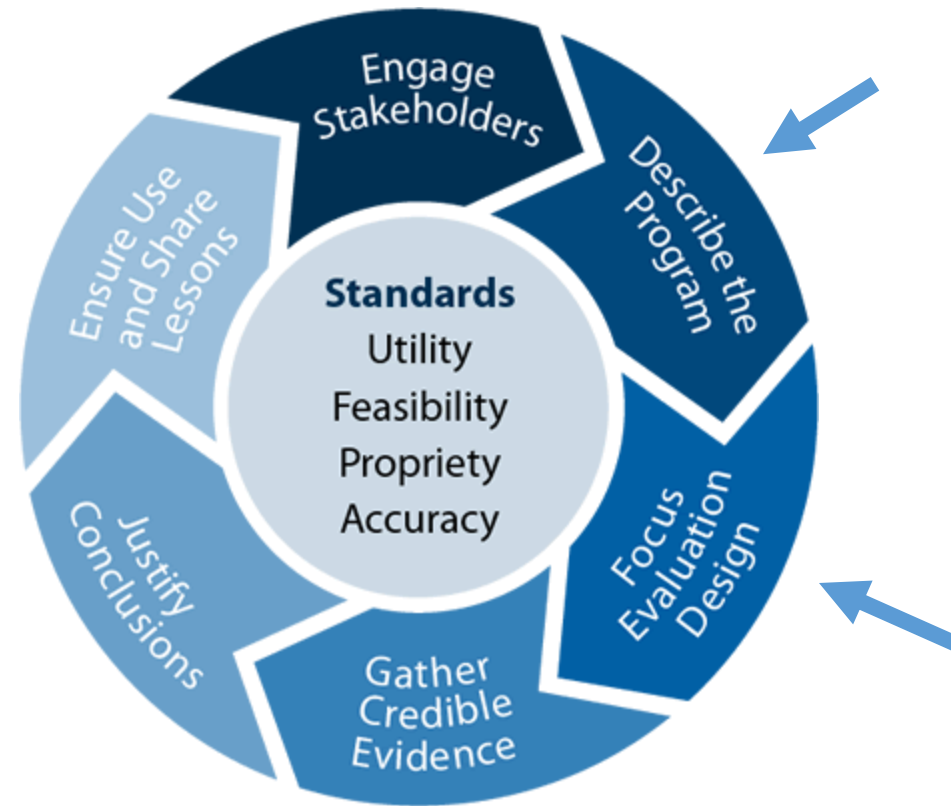 Engage
Stakeholders
Describe the
Program
Focus
Evaluation
Design
Gather
Credible
Evidence
Justify
Conclusions
Ensure Use
and Share
Lessons
Standards
Utility
Feasibility
Propriety
Accuracy